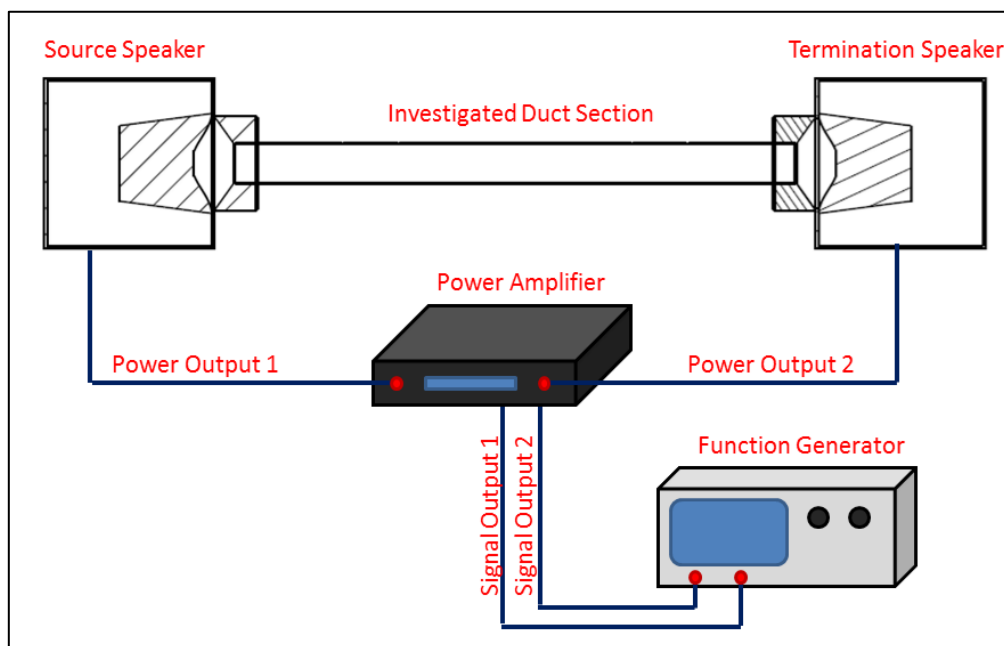 Source Speaker
Termination Speaker
Investigated Duct Section
Power Amplifier
Power Output 1
Power Output 2
Signal Output 1
Signal Output 2
Function Generator